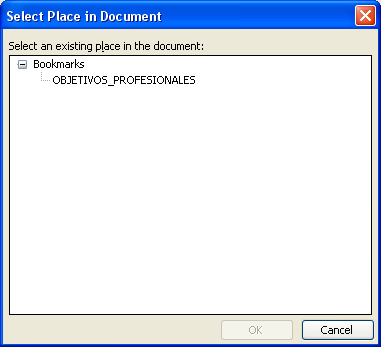 Select Place in Document
Select an existing place in the document:
Bookmarks
OBJETIVOS_PROFESIONALES
OK
Cancel